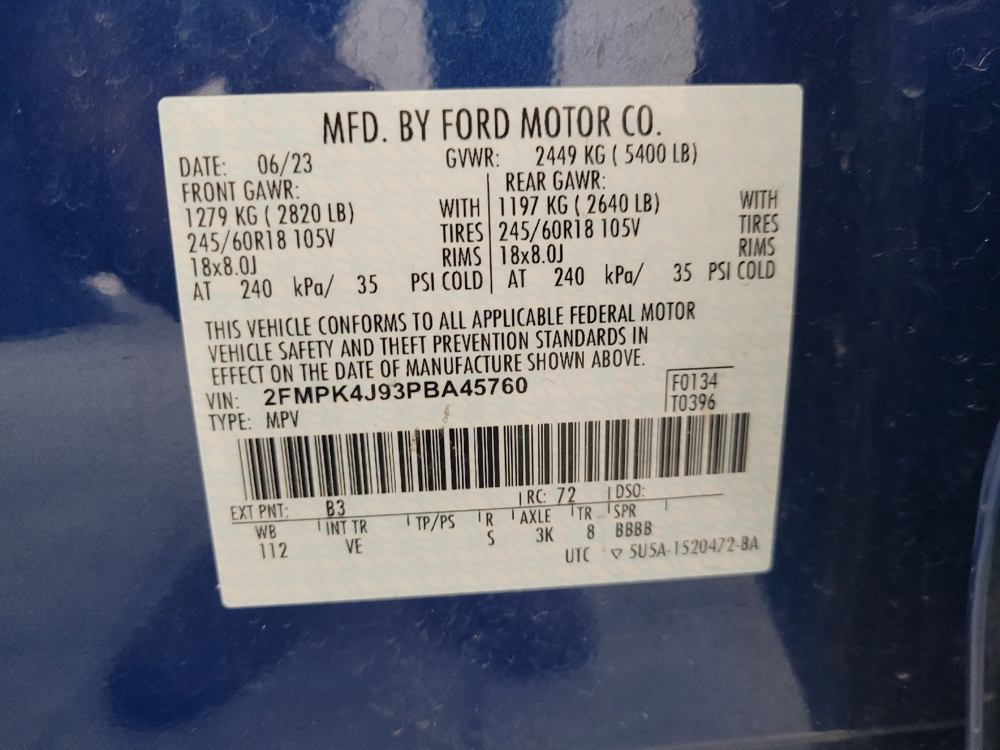 MFD. BY FORD MOTOR CO.
DATE: 06/23 GVWR: 2449 KG ( 5400 LB)
FRONT GAWR: REAR GAWR:
1279 KG ( 2820 LB) WITH 1197 KG ( 2640 LB) WITH
245/60R18 105V TIRES 245/60R18 105V TIRES
18x8.0J RIMS 18x8.0J RIMS
AT 240 kPa/ 35 PSI COLD AT 240 kPa/ 35 PSI COLD
THIS VEHICLE CONFORMS TO ALL APPLICABLE FEDERAL MOTOR
VEHICLE SAFETY AND THEFT PREVENTION STANDARDS IN
EFFECT ON THE DATE OF MANUFACTURE SHOWN ABOVE.
VIN: 2FMPK4J93PBA45760 F0134
TYPE: MPV T0396
EXT PNT: B3 RC: 72 DSO:
WB INT TR TP/PS R AXLE TR SPR
112 VE S 3K 8 BBBB
UTC ▽ 5U5A-1520472-BA